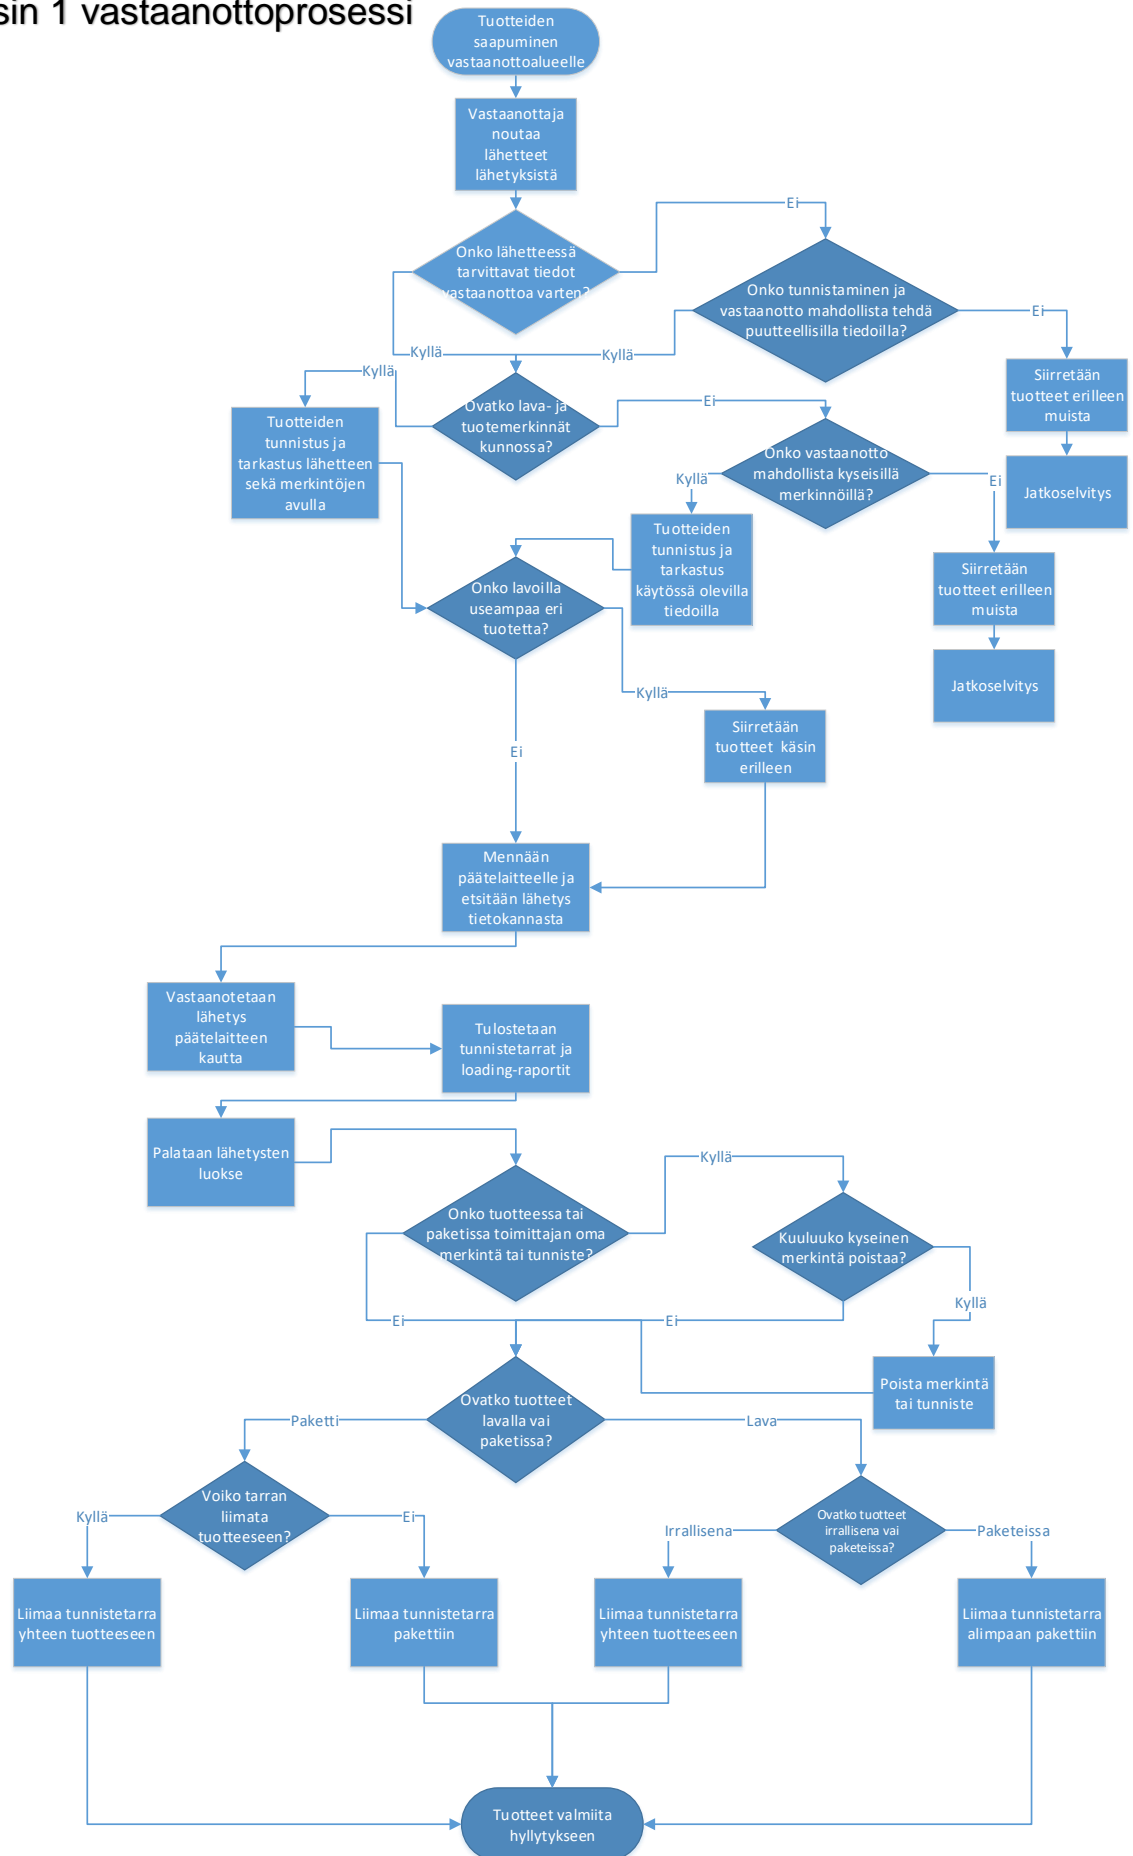 sin 1 vastaanottoprosessi
Tuotteiden
saapuminen
vastaanottoalueelle
Vastaanottaja
noutaa
lähetteet
lähetyksistä
Ei
Onko lähetteessä
tarvittavat tiedot
vastaanottoa varten?
Onko tunnistaminen ja
vastaanotto mahdollista tehdä
puutteellisilla tiedoilla?
Ei
Kyllä
Kyllä
Siirretään
tuotteet erilleen
muista
Kyllä
Ovatko lava- ja
tuotemerkinnät
kunnossa?
Ei
Tuotteiden
tunnistus ja
tarkastus lähetteen
sekä merkintöjen
avulla
Onko vastaanotto
mahdollista kyseisillä
merkinnöillä?
Kyllä
Ei
Jatkoselvitys
Tuotteiden
tunnistus ja
tarkastus
käytössä olevilla
tiedoilla
Siirretään
tuotteet erilleen
muista
Onko lavoilla
useampaa eri
tuotetta?
Jatkoselvitys
Kyllä
Ei
Siirretään
tuotteet käsin
erilleen
Mennään
päätelaitteelle ja
etsitään lähetys
tietokannasta
Vastaanotetaan
lähetys
päätelaitteen
kautta
Tulostetaan
tunnistetarrat ja
loading-raportit
Palataan lähetysten
luokse
Kyllä
Onko tuotteessa tai
paketissa toimittajan oma
merkintä tai tunniste?
Kuuluuko kyseinen
merkintä poistaa?
Kyllä
Ei
Ei
Poista merkintä
tai tunniste
Ovatko tuotteet
lavalla vai
paketissa?
Paketti
Lava
Voiko tarran
liimata
tuotteeseen?
Kyllä
Ei
Ovatko tuotteet
irrallisena vai
paketeissa?
Irrallisena
Paketeissa
Liimaa tunnistetarra
yhteen tuotteeseen
Liimaa tunnistetarra
pakettiin
Liimaa tunnistetarra
yhteen tuotteeseen
Liimaa tunnistetarra
alimpaan pakettiin
Tuotteet valmiita
hyllytykseen